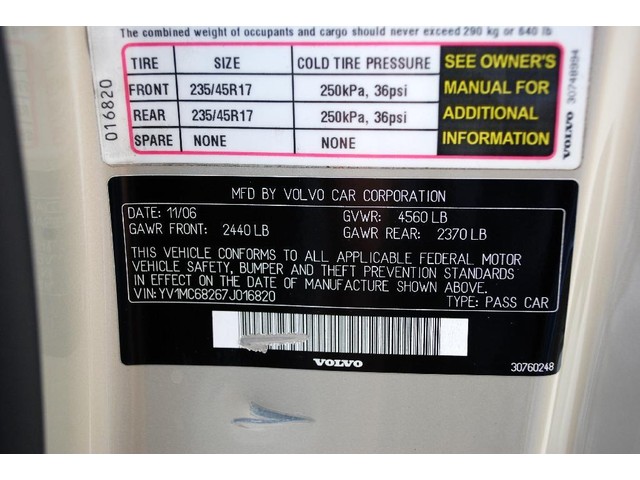 The combined weight of occupants and cargo should never exceed 290 kg or 640 lb
TIRE SIZE COLD TIRE PRESSURE SEE OWNER'S
FRONT 235/45R17 250kPa, 36psi MANUAL FOR
REAR 235/45R17 250kPa, 36psi ADDITIONAL
SPARE NONE NONE INFORMATION
016820
VOLVO 30748994
MFD BY VOLVO CAR CORPORATION
DATE: 11/06 GVWR: 4560 LB
GAWR FRONT: 2440 LB GAWR REAR: 2370 LB
THIS VEHICLE CONFORMS TO ALL APPLICABLE FEDERAL MOTOR
VEHICLE SAFETY, BUMPER AND THEFT PREVENTION STANDARDS
IN EFFECT ON THE DATE OF MANUFACTURE SHOWN ABOVE.
VIN: YV1MC68267J016820 TYPE: PASS CAR
VOLVO 30760248